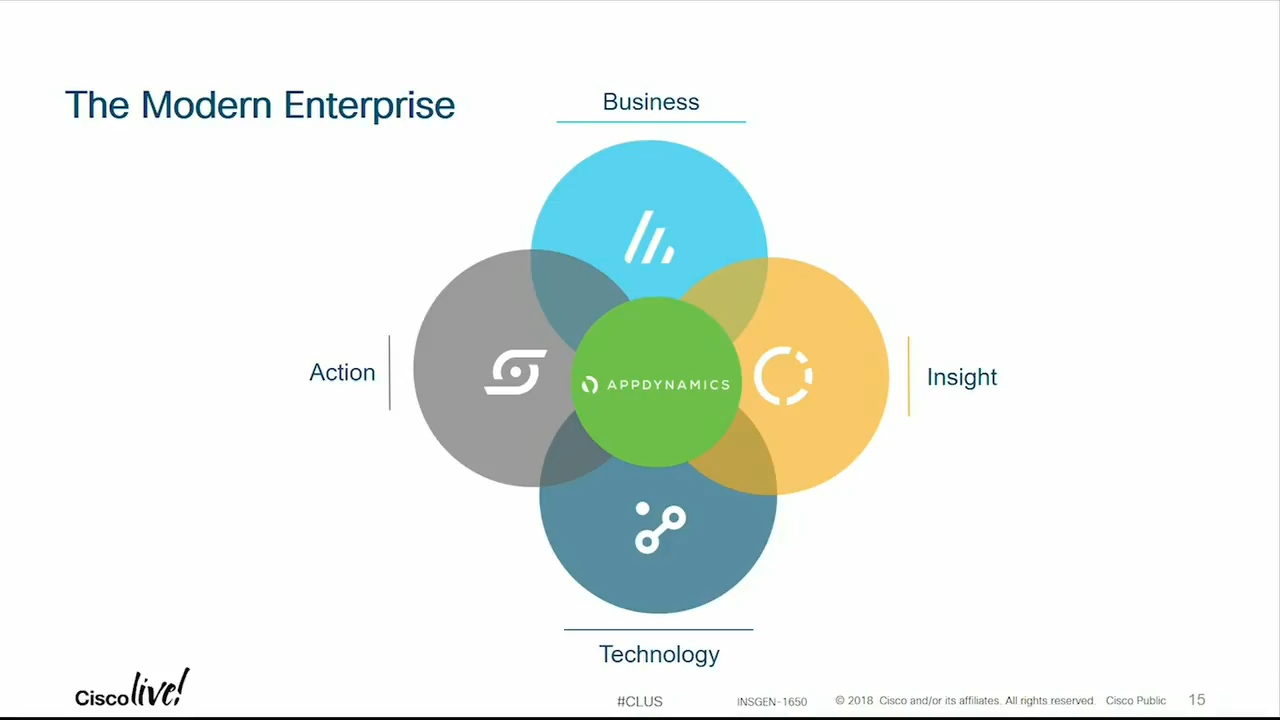 The Modern Enterprise
Business
Action
APPDYNAMICS
Insight
Technology
Cisco live!
#CLUS
INSGEN-1650
© 2018 Cisco and/or its affiliates. All rights reserved. Cisco Public
15